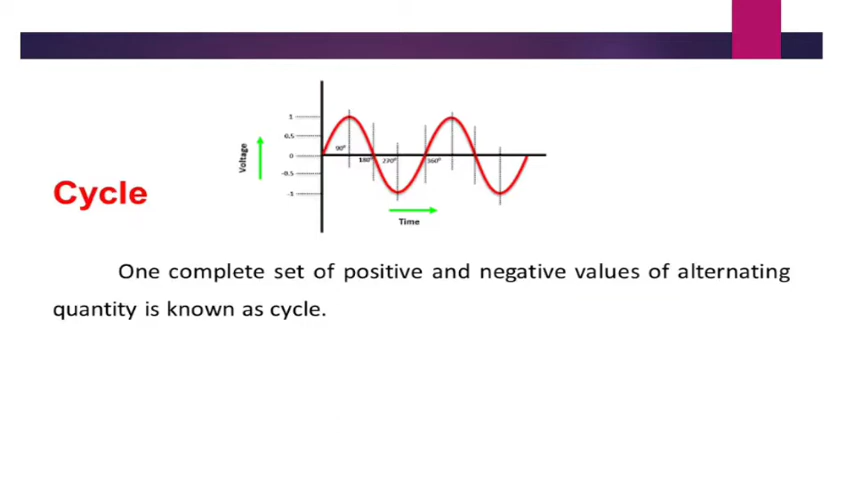 1
0.5
0
-0.5
-1
Voltage
90°
180°
270°
360°
Time
Cycle
One complete set of positive and negative values of alternating
quantity is known as cycle.